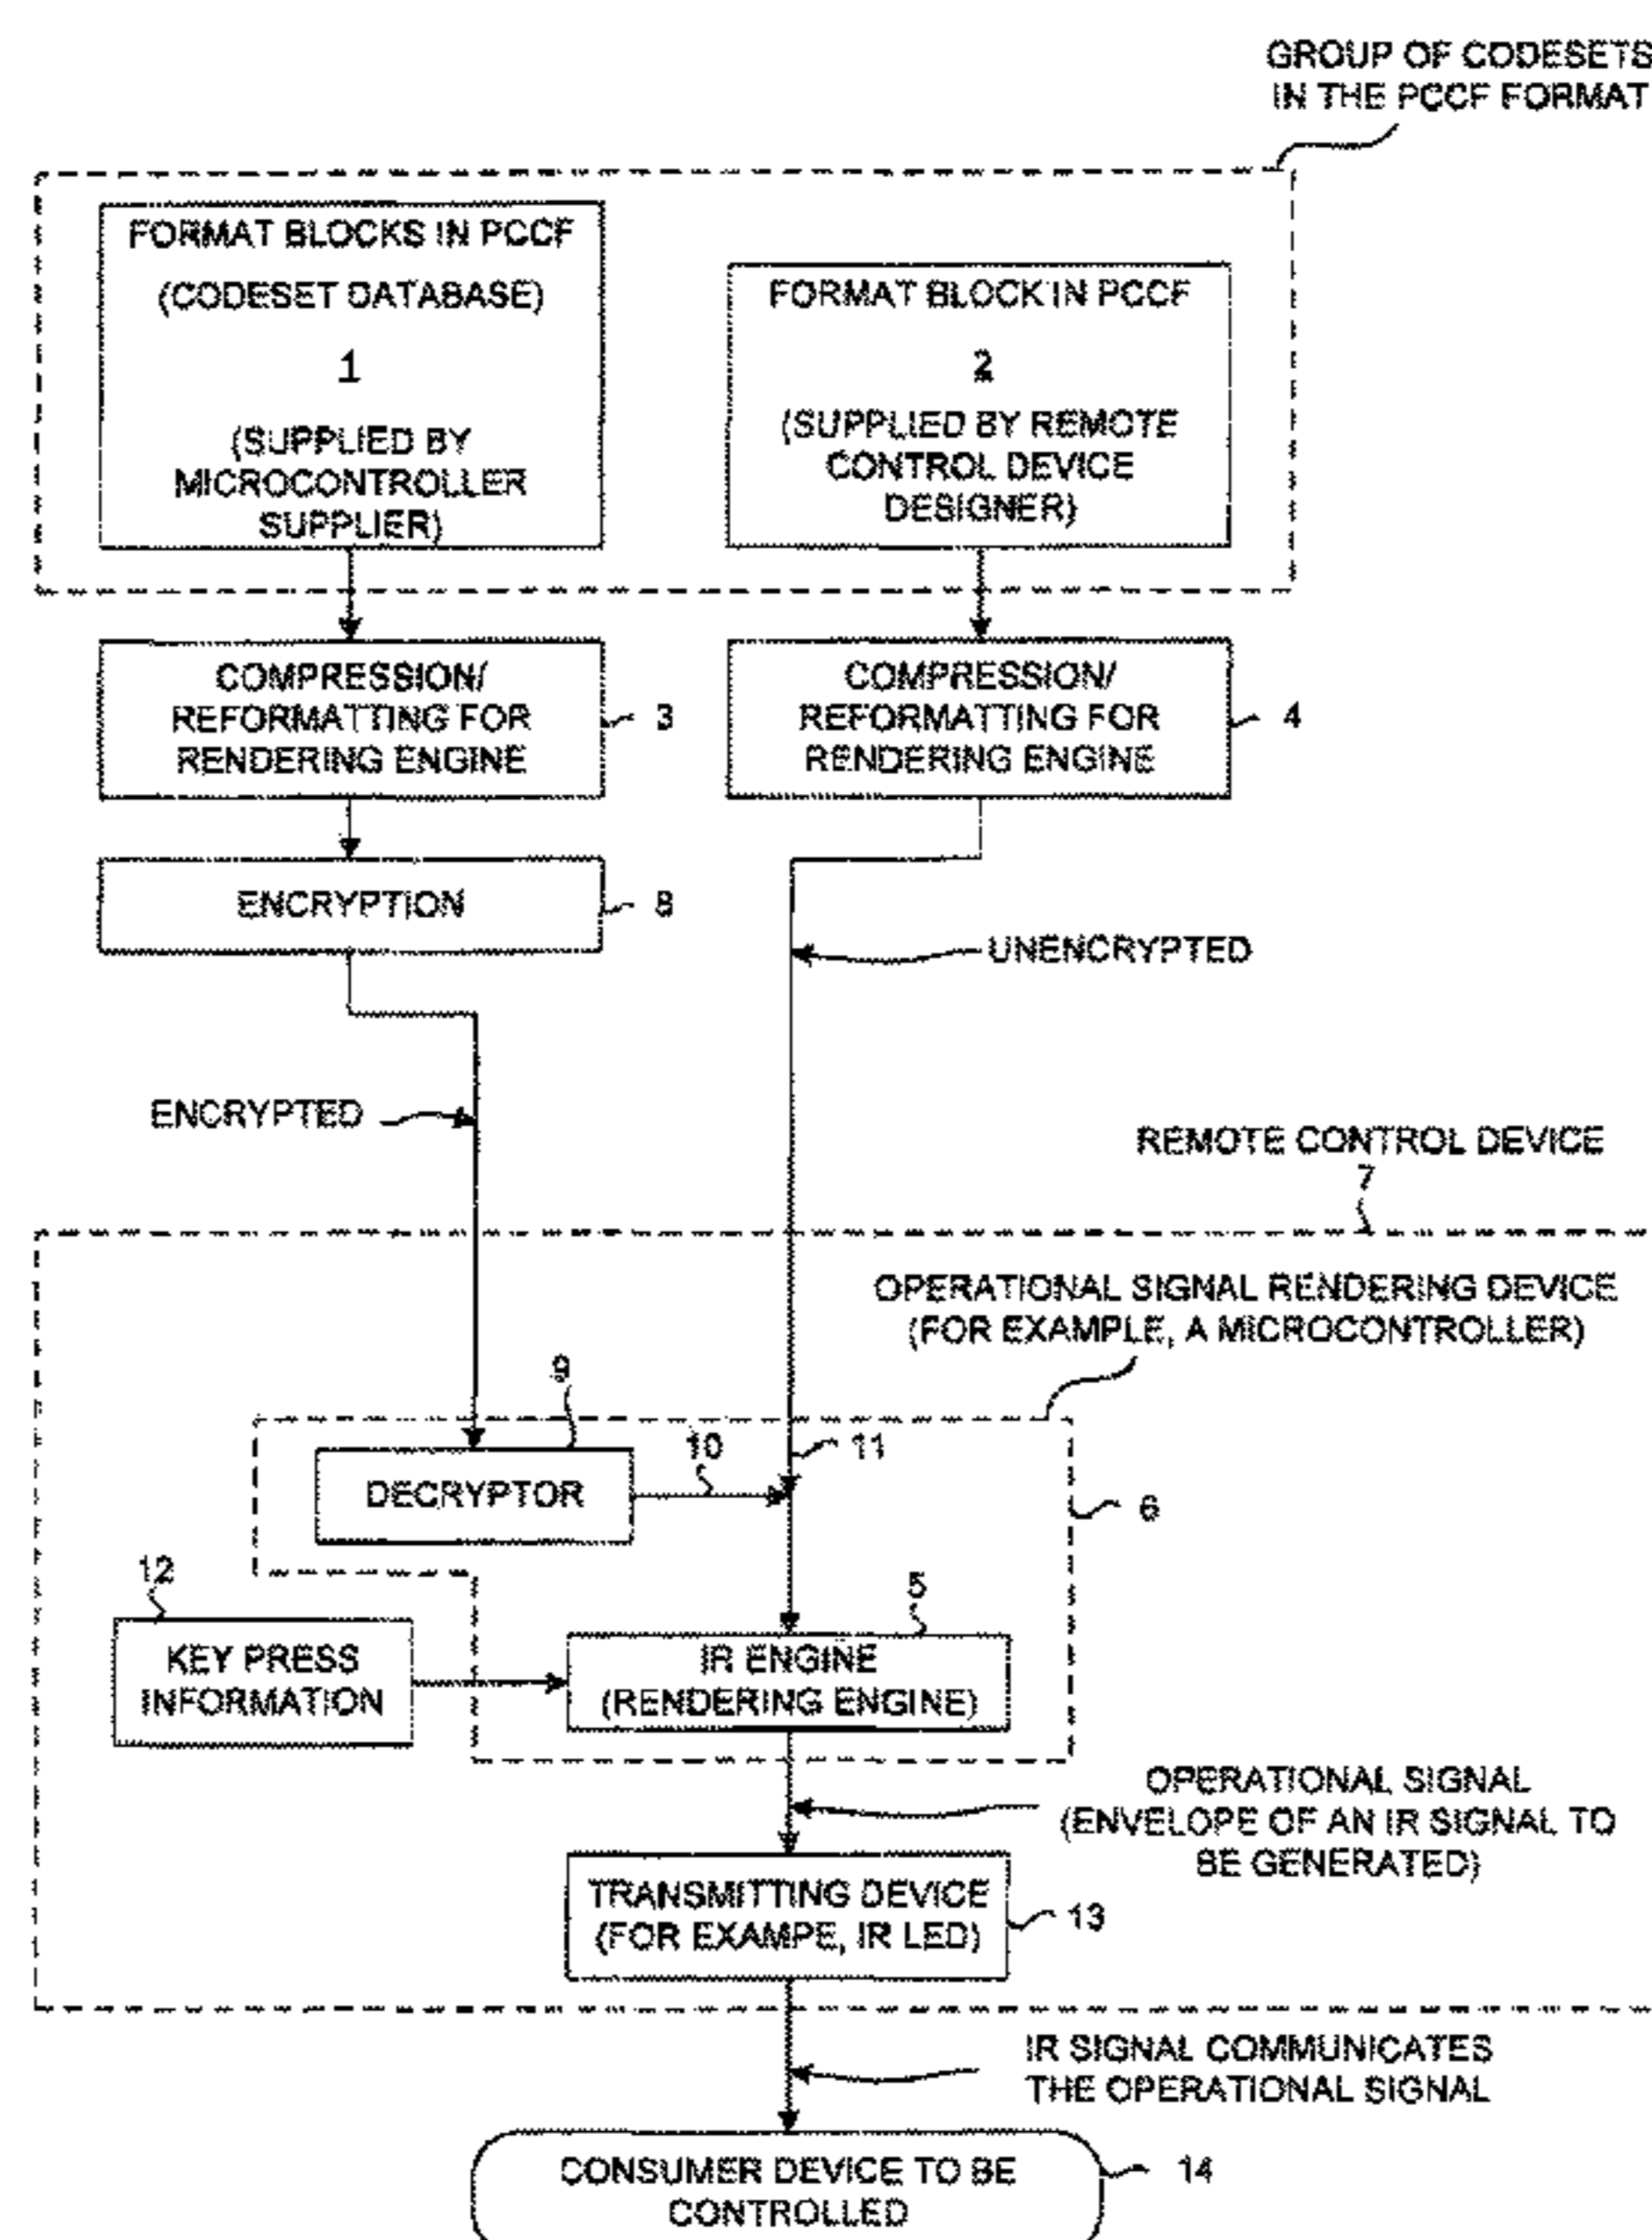 GROUP OF CODESETS
IN THE PCCF FORMAT
FORMAT BLOCKS IN PCCF
(CODESET DATABASE)
1
(SUPPLIED BY
MICROCONTROLLER
SUPPLIER)
FORMAT BLOCK IN PCCF
2
(SUPPLIED BY REMOTE
CONTROL DEVICE
DESIGNER)
COMPRESSION/
REFORMATTING FOR
RENDERING ENGINE
3
COMPRESSION/
REFORMATTING FOR
RENDERING ENGINE
4
ENCRYPTION
8
UNENCRYPTED
ENCRYPTED
REMOTE CONTROL DEVICE
7
OPERATIONAL SIGNAL RENDERING DEVICE
(FOR EXAMPLE, A MICROCONTROLLER)
9
DECRYPTOR
10
11
6
12
KEY PRESS
INFORMATION
5
IR ENGINE
(RENDERING ENGINE)
OPERATIONAL SIGNAL
(ENVELOPE OF AN IR SIGNAL TO
BE GENERATED)
TRANSMITTING DEVICE
(FOR EXAMPE, IR LED)
13
IR SIGNAL COMMUNICATES
THE OPERATIONAL SIGNAL
CONSUMER DEVICE TO BE
CONTROLLED
14